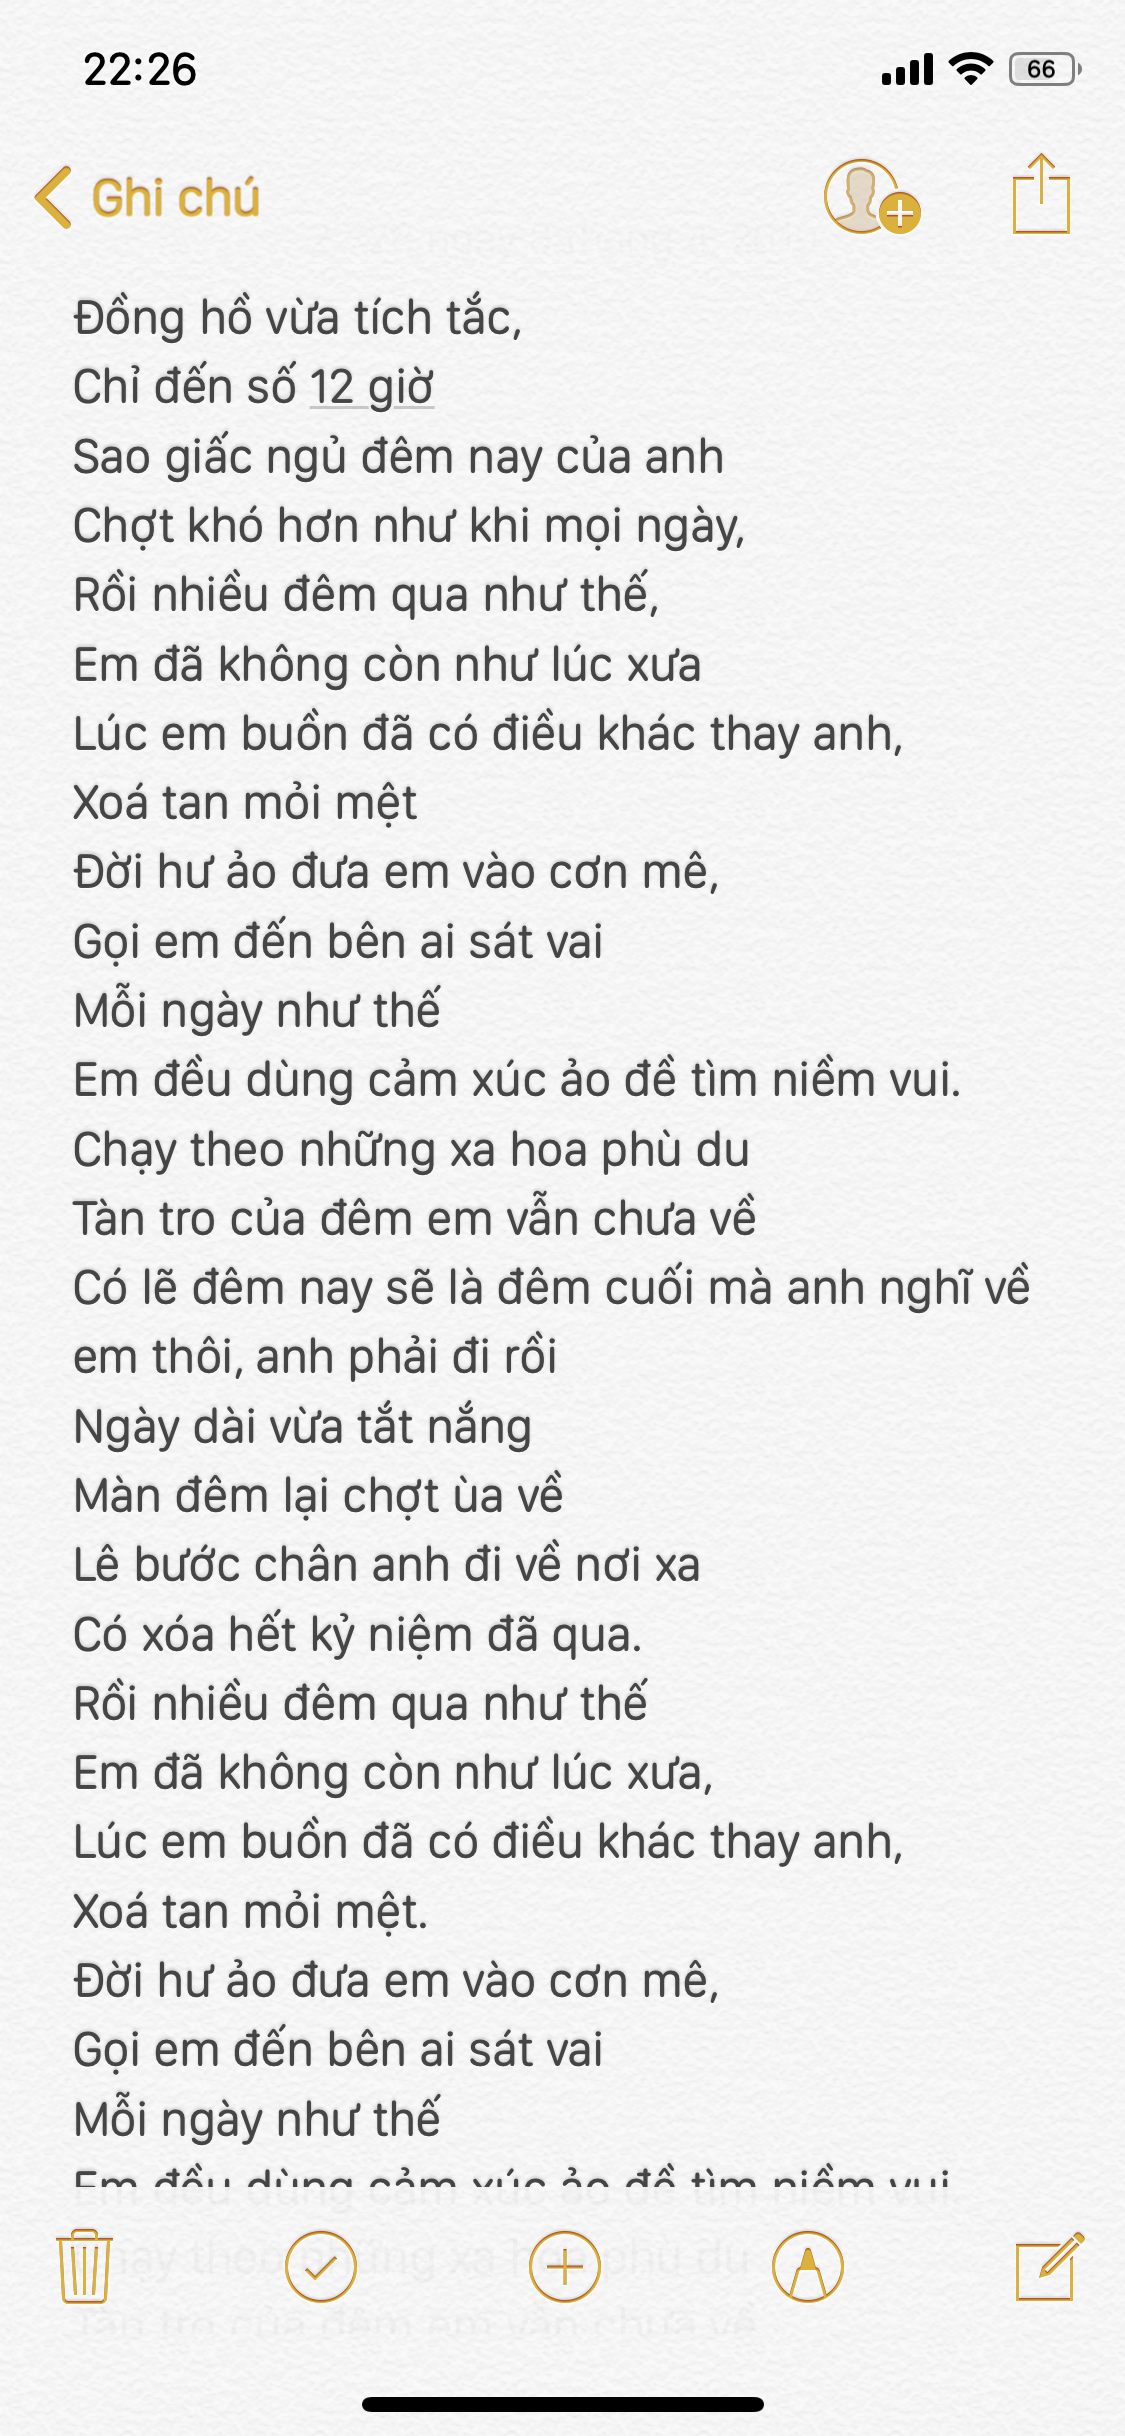 22:26
66
Ghi chú
Đồng hồ vừa tích tắc,
Chỉ đến số 12 giờ
Sao giấc ngủ đêm nay của anh
Chợt khó hơn như khi mọi ngày,
Rồi nhiều đêm qua như thế,
Em đã không còn như lúc xưa
Lúc em buồn đã có điều khác thay anh,
Xoá tan mỏi mệt
Đời hư ảo đưa em vào cơn mê,
Gọi em đến bên ai sát vai
Mỗi ngày như thế
Em đều dùng cảm xúc ảo đề tìm niềm vui.
Chạy theo những xa hoa phù du
Tàn tro của đêm em vẫn chưa về
Có lẽ đêm nay sẽ là đêm cuối mà anh nghĩ về
em thôi, anh phải đi rồi
Ngày dài vừa tắt nắng
Màn đêm lại chợt ùa về
Lê bước chân anh đi về nơi xa
Có xóa hết kỷ niệm đã qua.
Rồi nhiều đêm qua như thế
Em đã không còn như lúc xưa,
Lúc em buồn đã có điều khác thay anh,
Xoá tan mỏi mệt.
Đời hư ảo đưa em vào cơn mê,
Gọi em đến bên ai sát vai
Mỗi ngày như thế
Em đều dùng cảm xúc ảo đề tìm niềm vui.